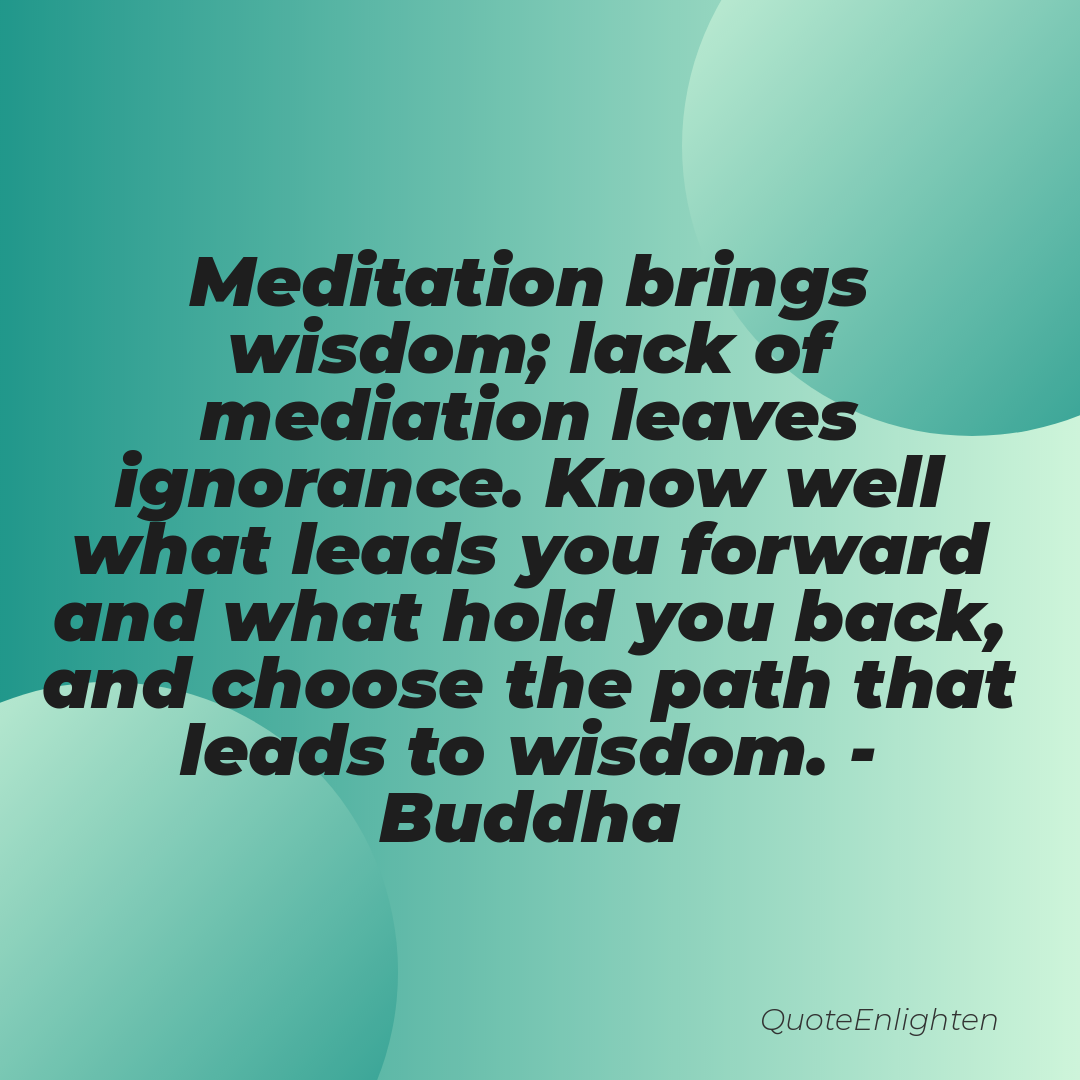 Meditation brings
wisdom; lack of
mediation leaves
ignorance. Know well
what leads you forward
and what hold you back,
and choose the path that
leads to wisdom. -
Buddha
QuoteEnlighten